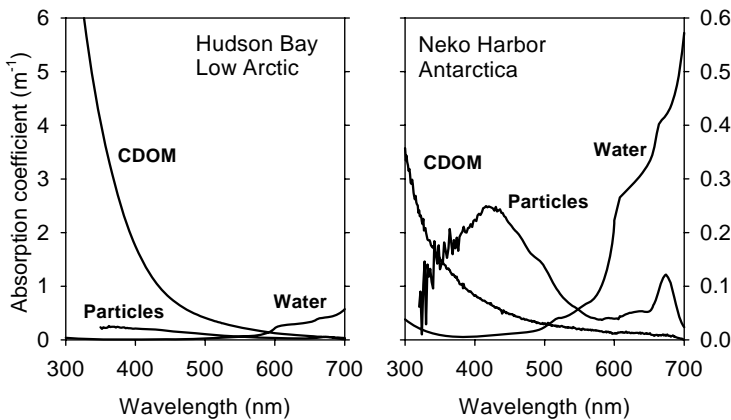 Absorption coefficient (m⁻¹)
6
5
4
3
2
1
0
Hudson Bay
Low Arctic
CDOM
Particles
Water
300 400 500 600 700
Wavelength (nm)
Neko Harbor
Antarctica
CDOM
Particles
Water
300 400 500 600 700
Wavelength (nm)
0.6
0.5
0.4
0.3
0.2
0.1
0.0